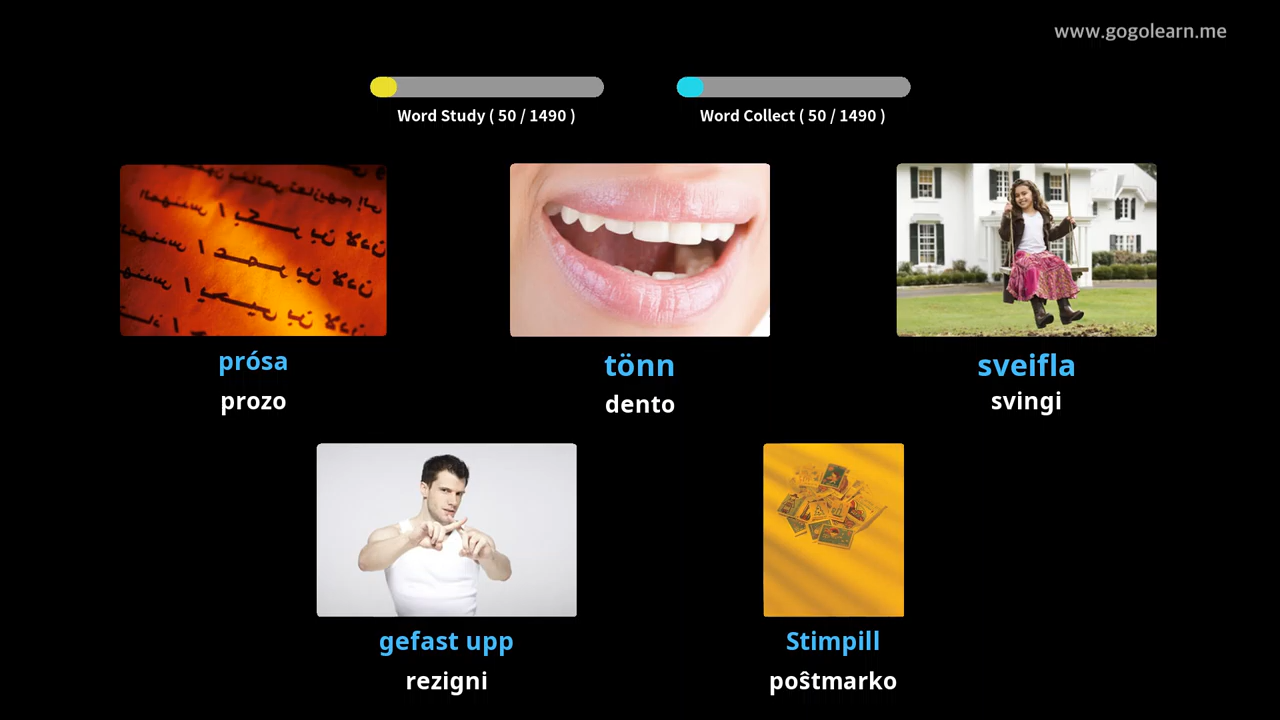 www.gogolearn.me
Word Study ( 50 / 1490 )
Word Collect ( 50 / 1490 )
prósa
prozo
tönn
dento
sveifla
svingi
gefast upp
rezigni
Stimpill
poŝtmarko